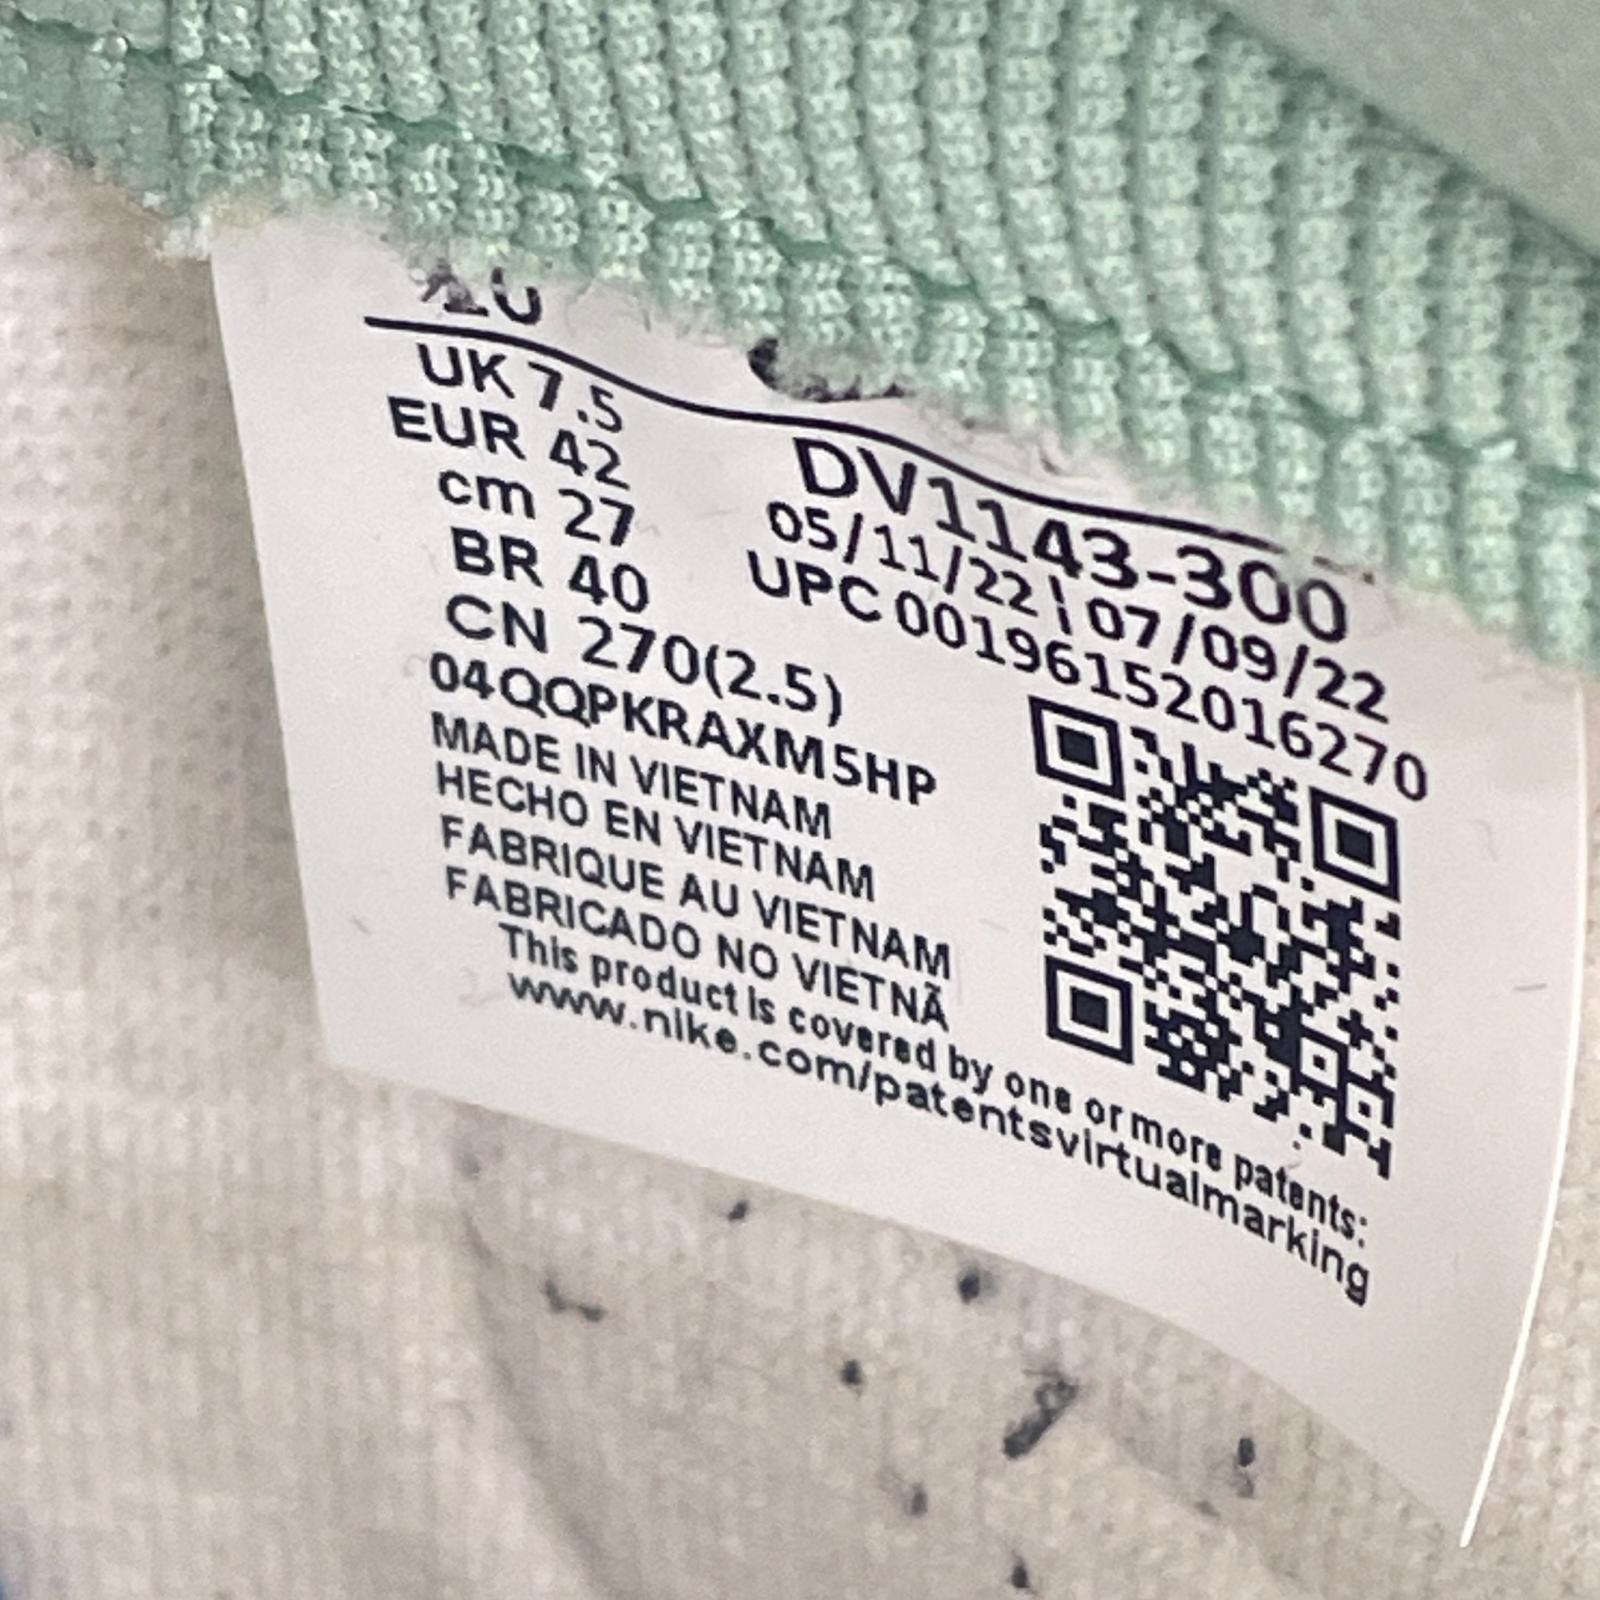 UK 7.5
EUR 42
cm 27
BR 40
CN 270(2.5)
DV1143-300
05/11/22 | 07/09/22
UPC 00196152016270
04QQPKRAXM5HP
MADE IN VIETNAM
HECHO EN VIETNAM
FABRIQUE AU VIETNAM
FABRICADO NO VIETNÃ
This product is covered by one or more patents:
www.nike.com/patentsvirtualmarking